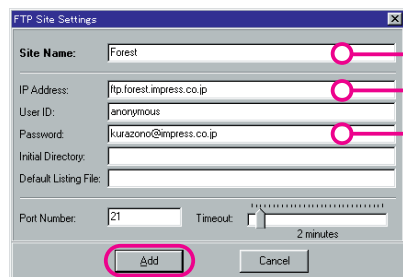 FTP Site Settings
Site Name: Forest
IP Address: ftp.forest.impress.co.jp
User ID: anonymous
Password: kurazono@impress.co.jp
Initial Directory:
Default Listing File:
Port Number: 21 Timeout:
2 minutes
Add Cancel